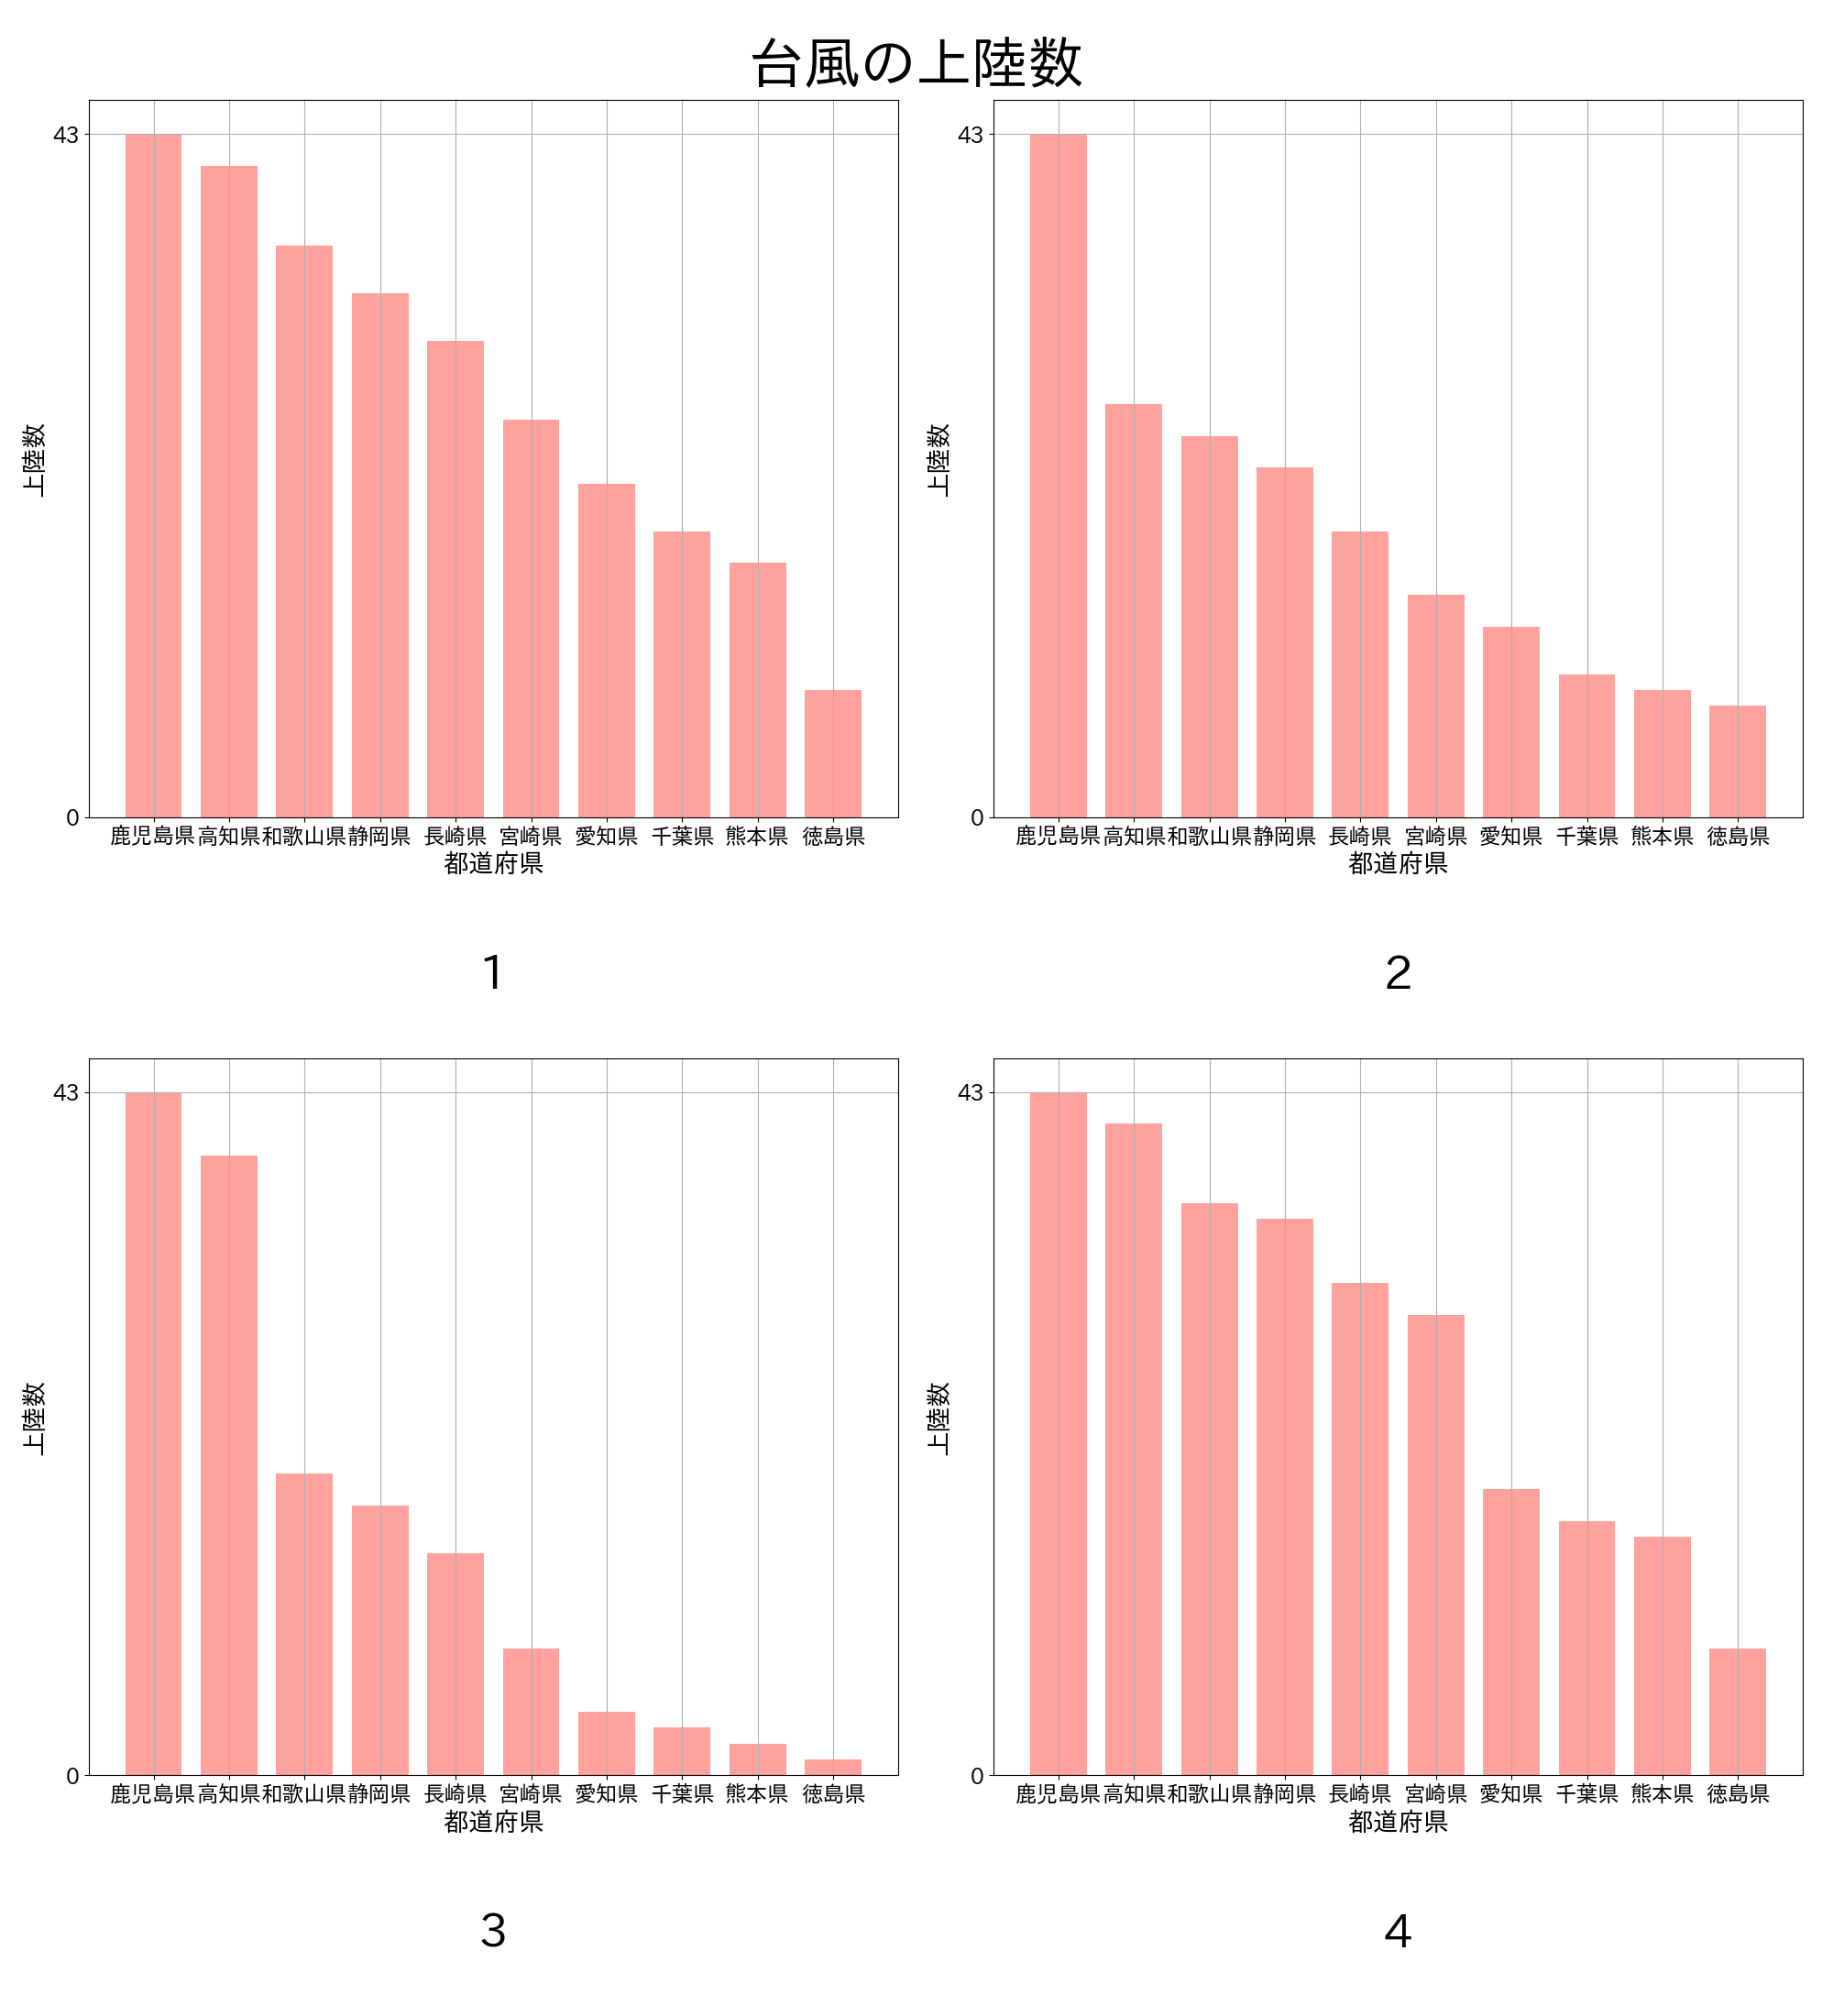 台風の上陸数
43
0
上陸数
鹿児島県 高知県 和歌山県 静岡県 長崎県 宮崎県 愛知県 千葉県 熊本県 徳島県
都道府県
1
43
0
上陸数
鹿児島県 高知県 和歌山県 静岡県 長崎県 宮崎県 愛知県 千葉県 熊本県 徳島県
都道府県
2
43
0
上陸数
鹿児島県 高知県 和歌山県 静岡県 長崎県 宮崎県 愛知県 千葉県 熊本県 徳島県
都道府県
3
43
0
上陸数
鹿児島県 高知県 和歌山県 静岡県 長崎県 宮崎県 愛知県 千葉県 熊本県 徳島県
都道府県
4